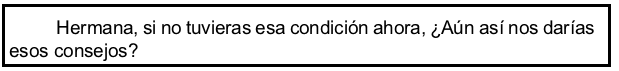 Hermana, si no tuvieras esa condición ahora, ¿Aún así nos darías
esos consejos?